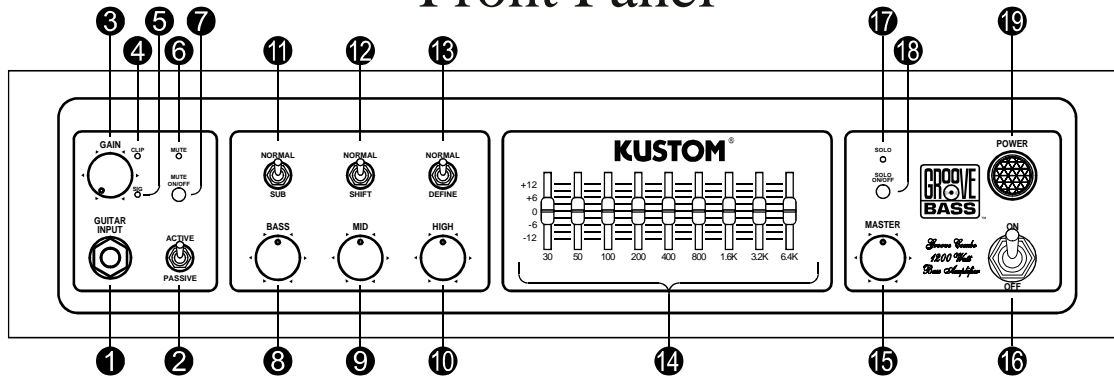 Front Panel
3 4 5 6 7 11 12 13 17 18 19
GAIN CLIP MUTE
MUTE
ON/OFF
SIG
GUITAR
INPUT
ACTIVE
PASSIVE
NORMAL NORMAL NORMAL
SUB SHIFT DEFINE
BASS MID HIGH
KUSTOM®
+12
+6
0
-6
-12
30 50 100 200 400 800 1.6K 3.2K 6.4K
SOLO
SOLO
ON/OFF
GROOVE
BASS™
POWER
MASTER
Groove Combo
1200 Watt
Bass Amplifier
ON
OFF
1 2 8 9 10 14 15 16